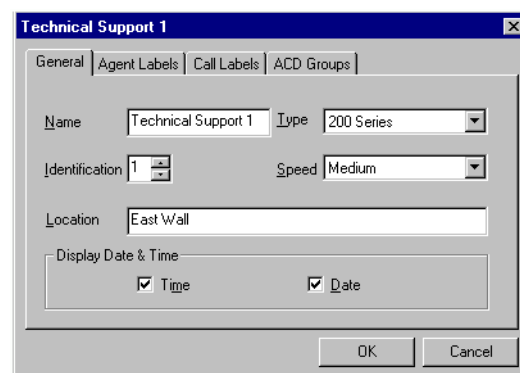 Technical Support 1
General Agent Labels Call Labels ACD Groups
Name Technical Support 1 Type 200 Series
Identification 1 Speed Medium
Location East Wall
Display Date & Time
Time Date
OK Cancel